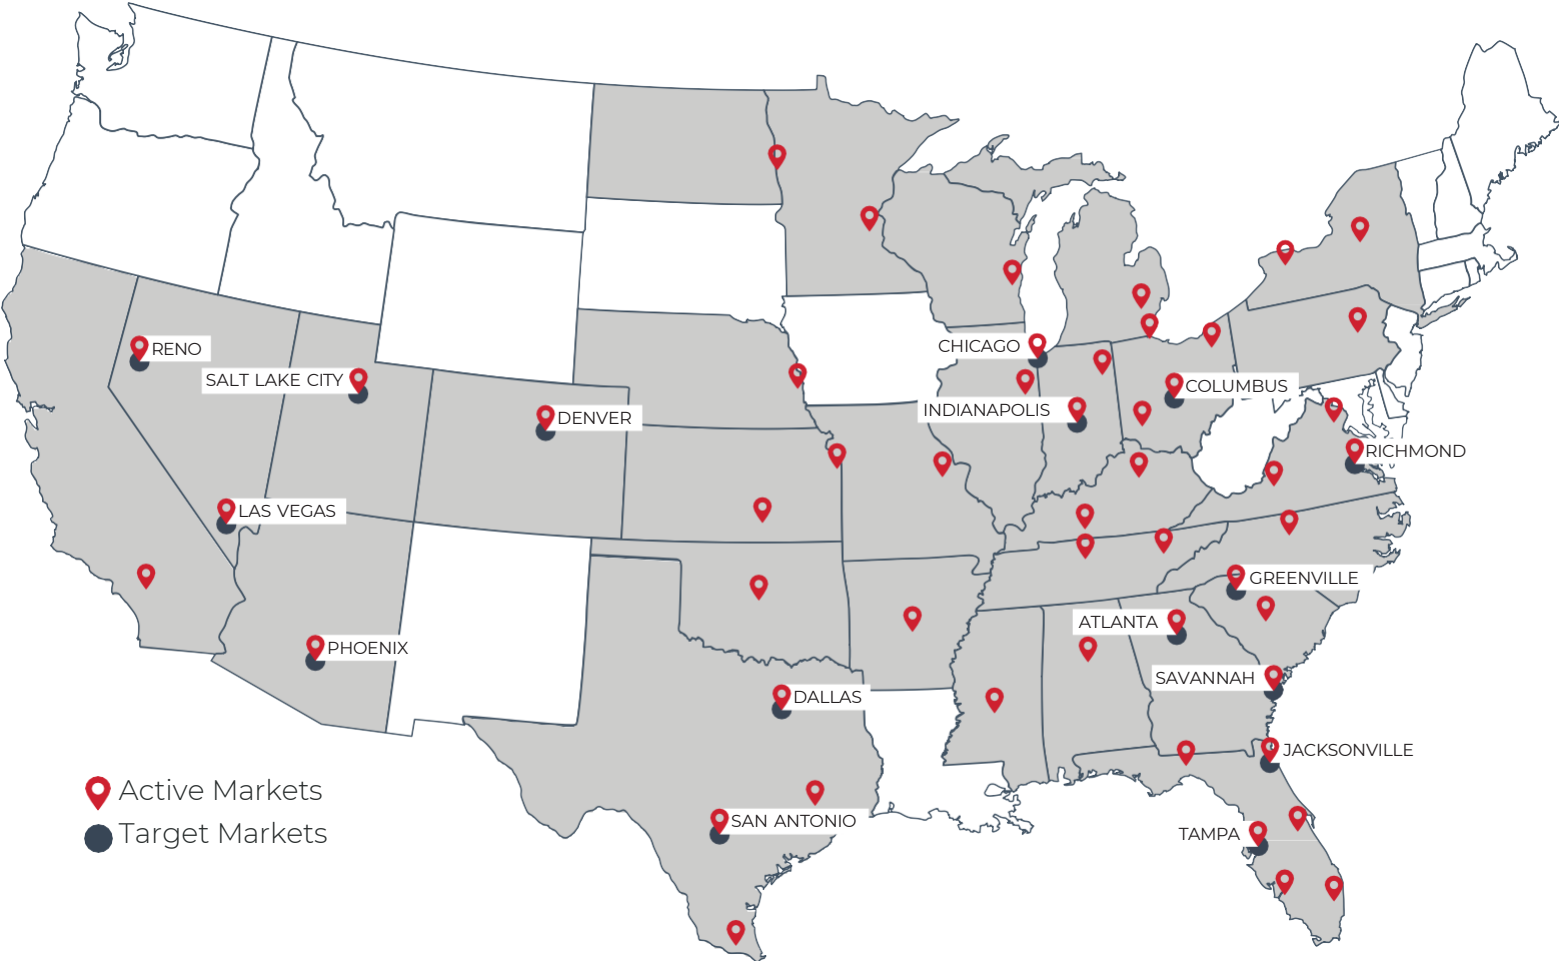 CHICAGO
RENO
SALT LAKE CITY
COLUMBUS
INDIANAPOLIS
DENVER
RICHMOND
LAS VEGAS
GREENVILLE
ATLANTA
PHOENIX
SAVANNAH
DALLAS
JACKSONVILLE
Active Markets
SAN ANTONIO
Target Markets
TAMPA